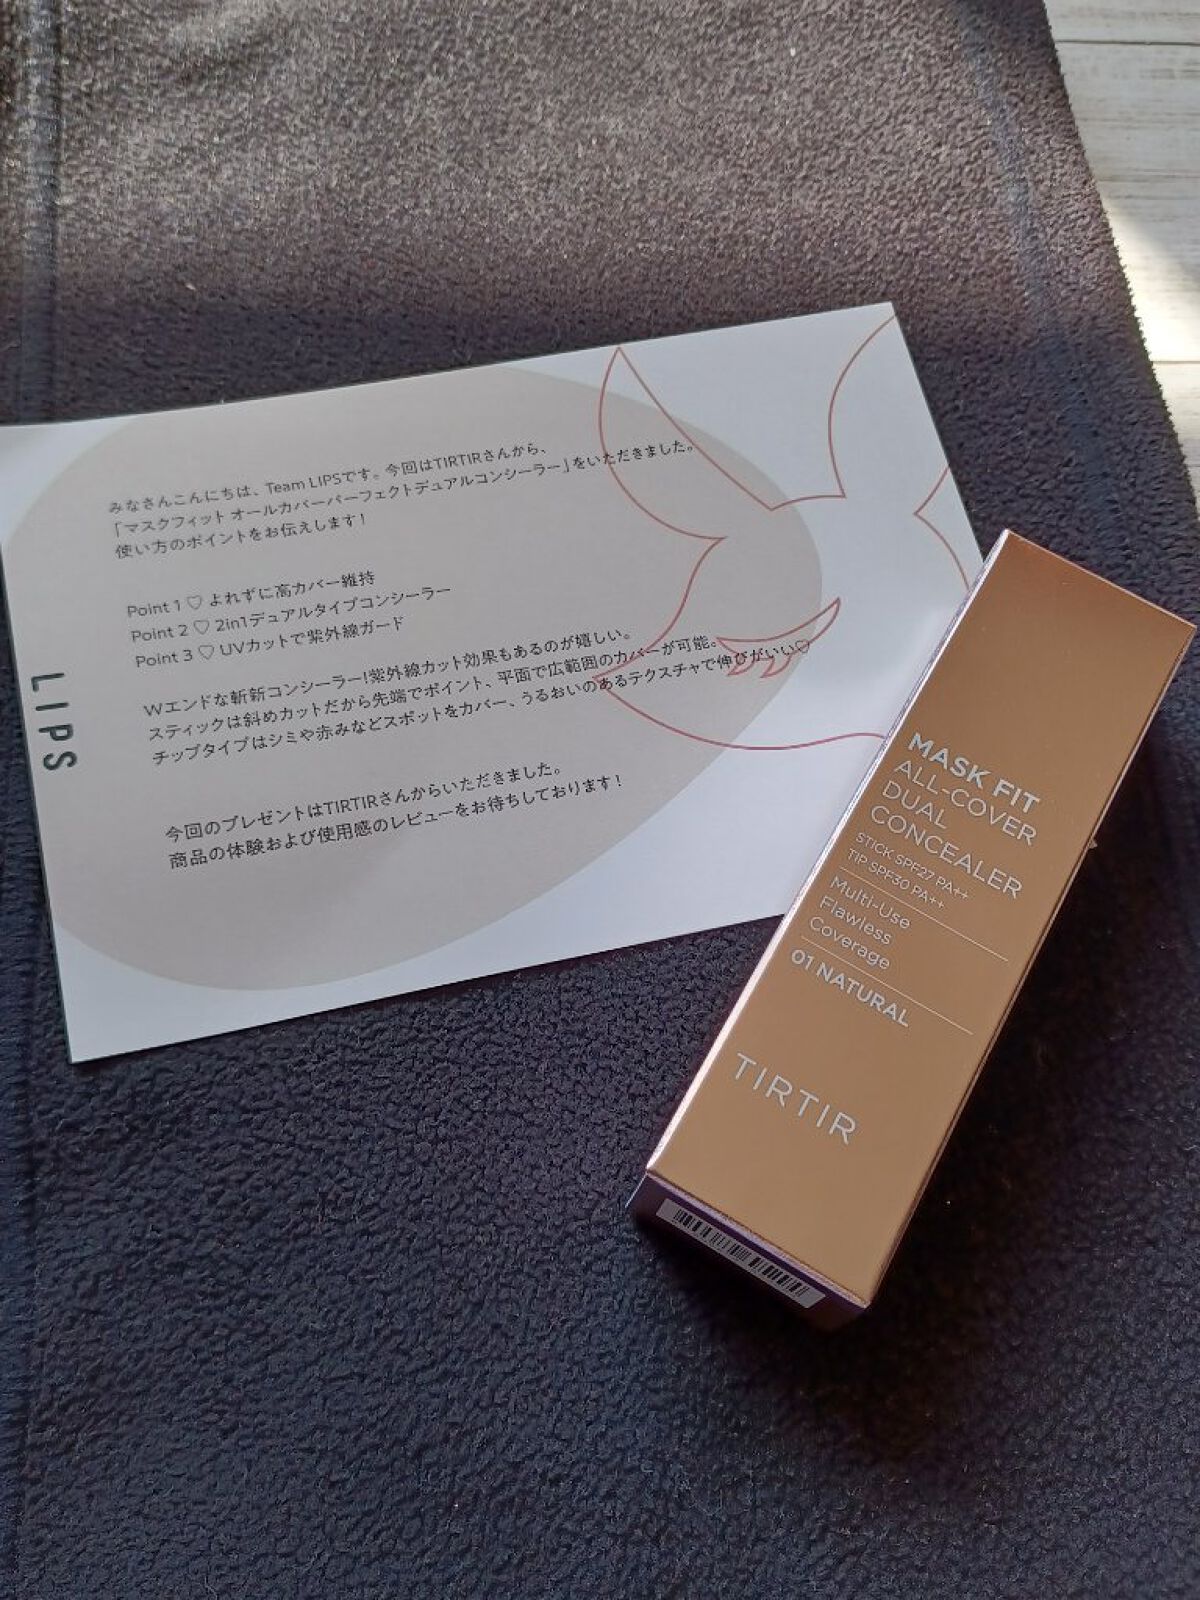 みなさんこんにちは、Team LIPSです。今回はTIRTIRさんから、
「マスクフィット オールカバーパーフェクトデュアルコンシーラー」をいただきました。
使い方のポイントをお伝えします！
Point 1 ♡ よれずに高カバー維持
Point 2 ♡ 2in1デュアルタイプコンシーラー
Point 3 ♡ UVカットで紫外線ガード
Wエンドな斬新コンシーラー!紫外線カット効果もあるのが嬉しい。
スティックは斜めカットだから先端でポイント、平面で広範囲のカバーが可能。
チップタイプはシミや赤みなどスポットをカバー、うるおいのあるテクスチャで伸びがいい♡
今回のプレゼントはTIRTIRさんからいただきました。
商品の体験および使用感のレビューをお待ちしております！
LIPS
MASK FIT
ALL-COVER
DUAL
CONCEALER
STICK SPF27 PA++
TIP SPF30 PA++
Multi-Use
Flawless
Coverage
01 NATURAL
TIRTIR